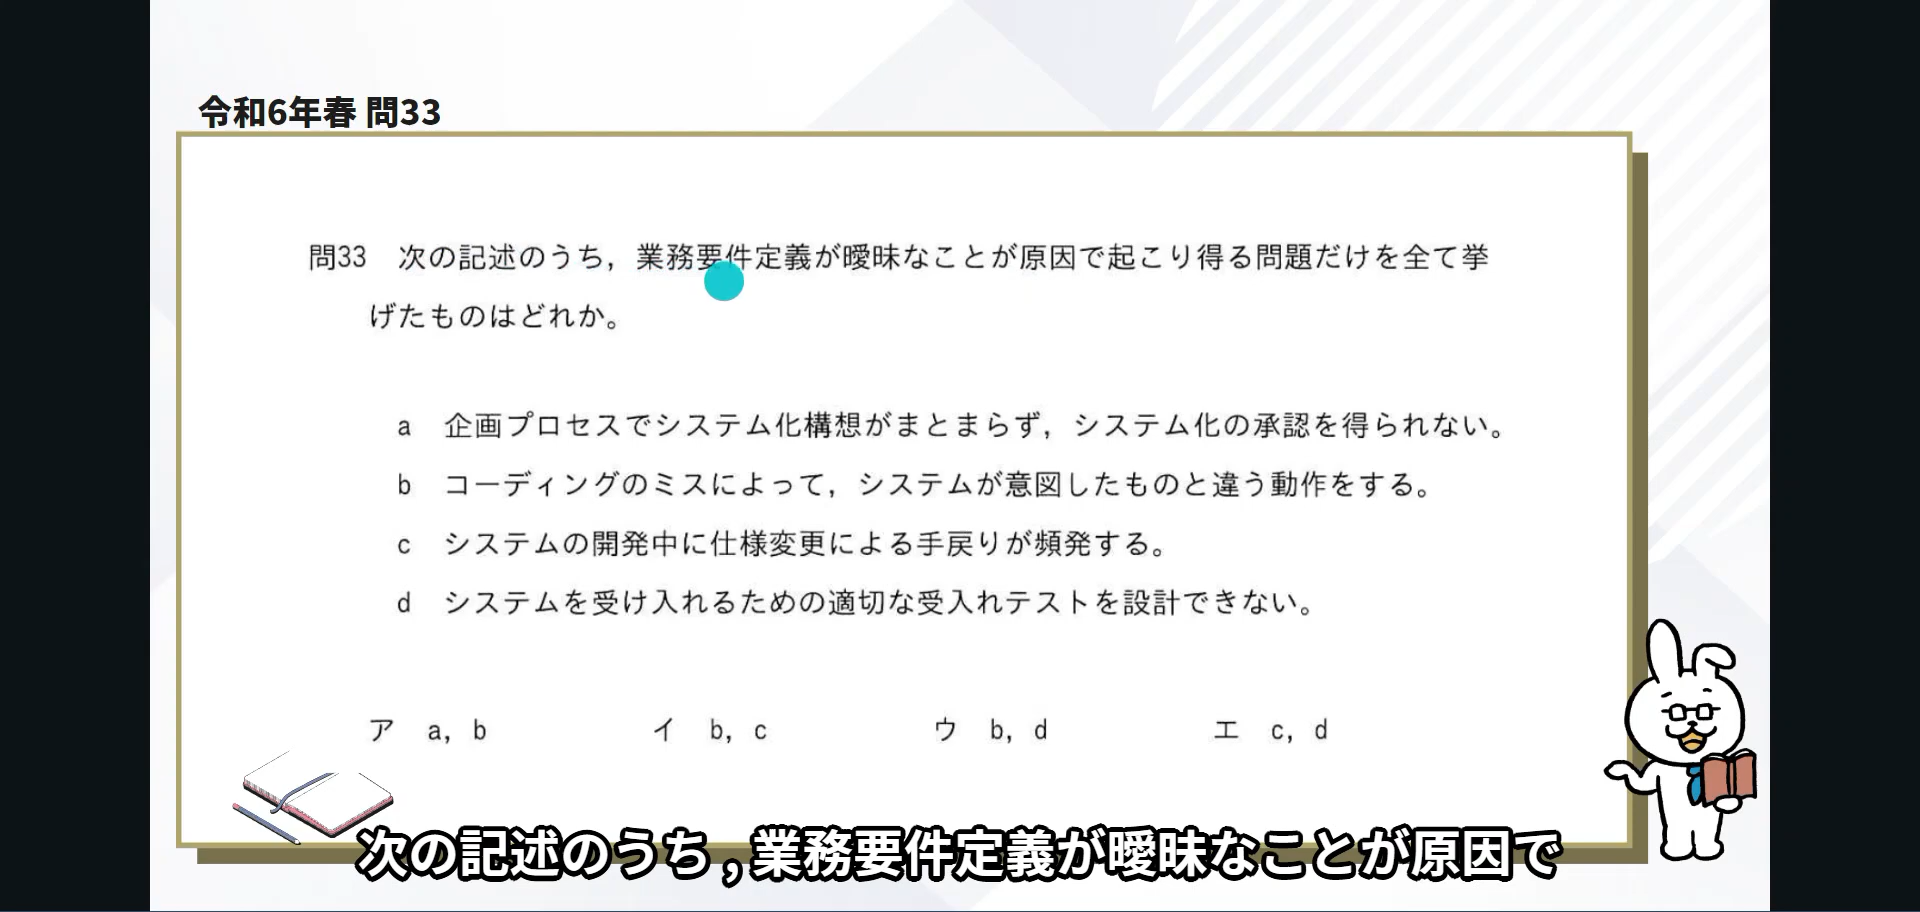 令和6年春 問33
問33 次の記述のうち，業務要件定義が曖昧なことが原因で起こり得る問題だけを全て挙
げたものはどれか。
a 企画プロセスでシステム化構想がまとまらず，システム化の承認を得られない。
b コーディングのミスによって，システムが意図したものと違う動作をする。
c システムの開発中に仕様変更による手戻りが頻発する。
d システムを受け入れるための適切な受入れテストを設計できない。
ア a，b イ b，c ウ b，d エ c，d
次の記述のうち，業務要件定義が曖昧なことが原因で